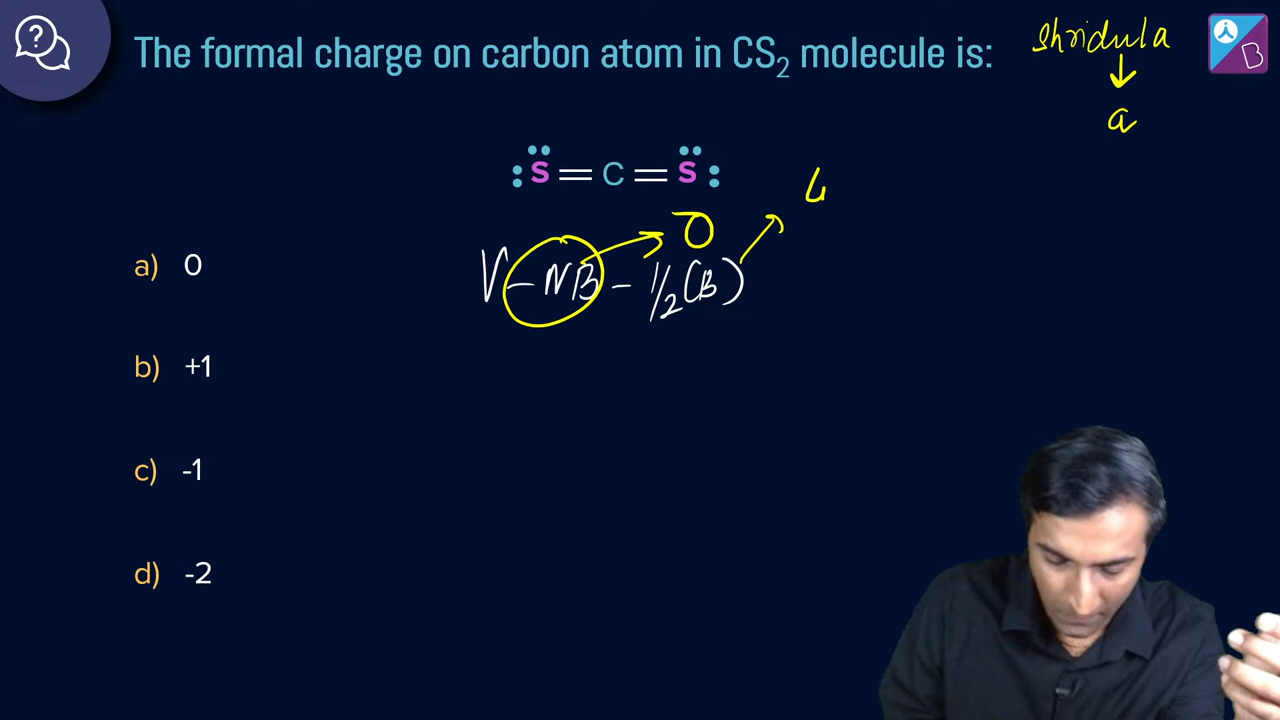 The formal charge on carbon atom in CS₂ molecule is:
Shridula
↓
a
S = C = S
4
0
V - NB - 1/2 (B)
a) 0
b) +1
c) -1
d) -2
B